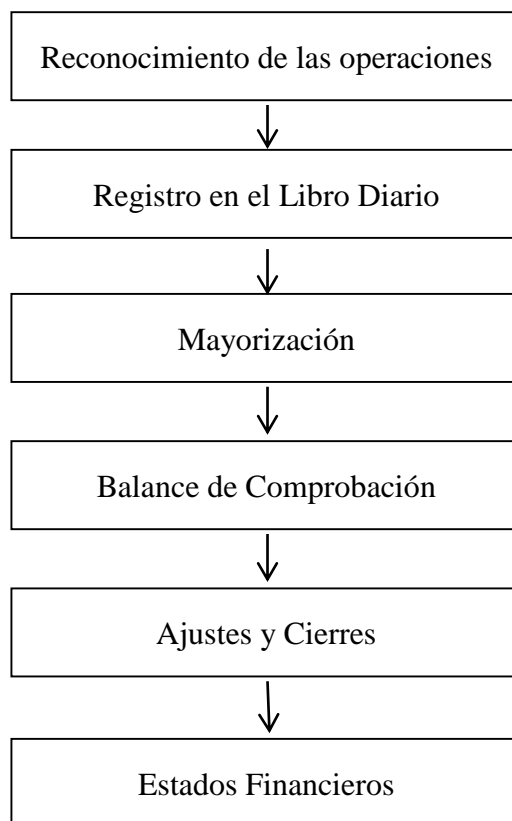 Reconocimiento de las operaciones
Registro en el Libro Diario
Mayorización
Balance de Comprobación
Ajustes y Cierres
Estados Financieros